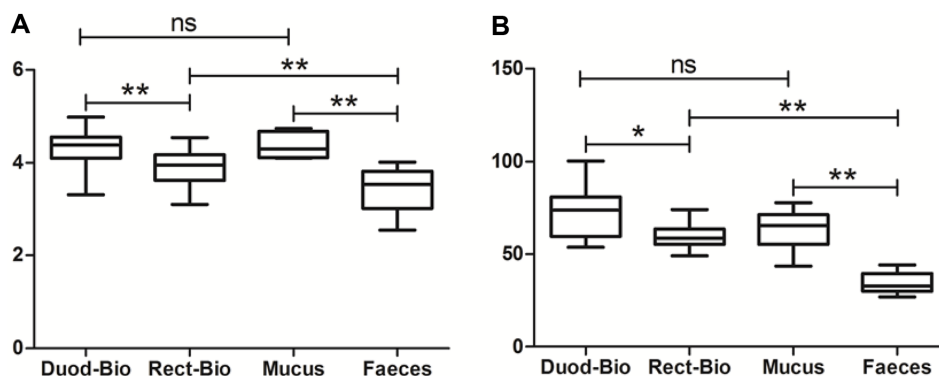 A
ns
6
**
**
**
4
2
0
Duod-Bio Rect-Bio Mucus Faeces
B
150
ns
**
*
**
100
50
0
Duod-Bio Rect-Bio Mucus Faeces